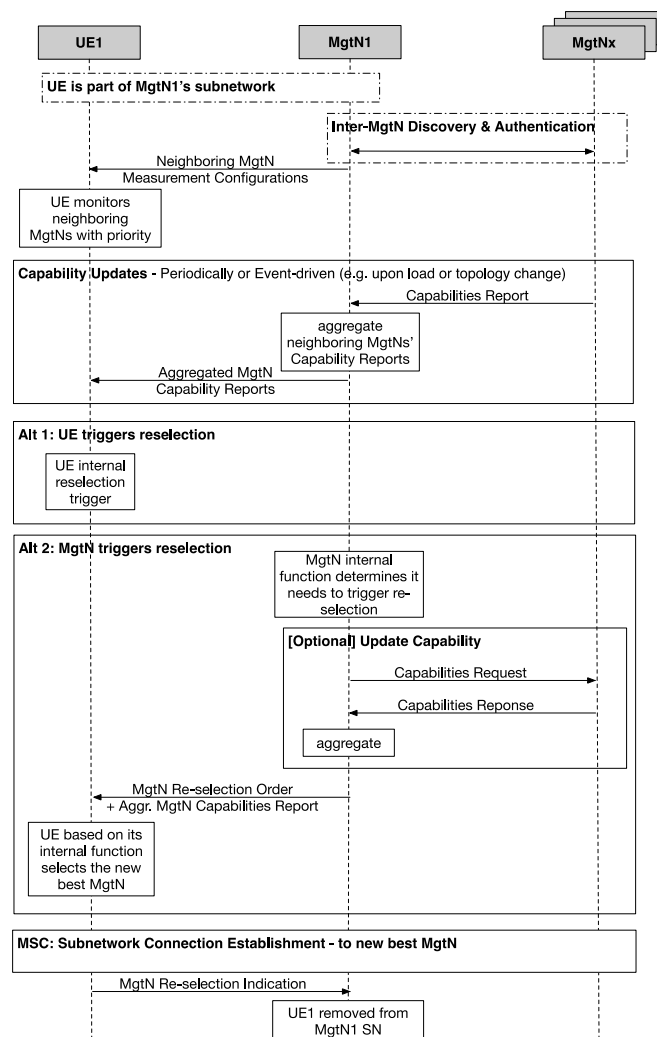 UE1
MgtN1
MgtNx
UE is part of MgtN1's subnetwork
Inter-MgtN Discovery & Authentication
Neighboring MgtN
Measurement Configurations
UE monitors
neighboring
MgtNs with priority
Capability Updates - Periodically or Event-driven (e.g. upon load or topology change)
Capabilities Report
aggregate
neighboring MgtNs'
Capability Reports
Aggregated MgtN
Capability Reports
Alt 1: UE triggers reselection
UE internal
reselection
trigger
Alt 2: MgtN triggers reselection
MgtN internal
function determines it
needs to trigger re-
selection
[Optional] Update Capability
Capabilities Request
Capabilities Reponse
aggregate
MgtN Re-selection Order
+ Aggr. MgtN Capabilities Report
UE based on its
internal function
selects the new
best MgtN
MSC: Subnetwork Connection Establishment - to new best MgtN
MgtN Re-selection Indication
UE1 removed from
MgtN1 SN